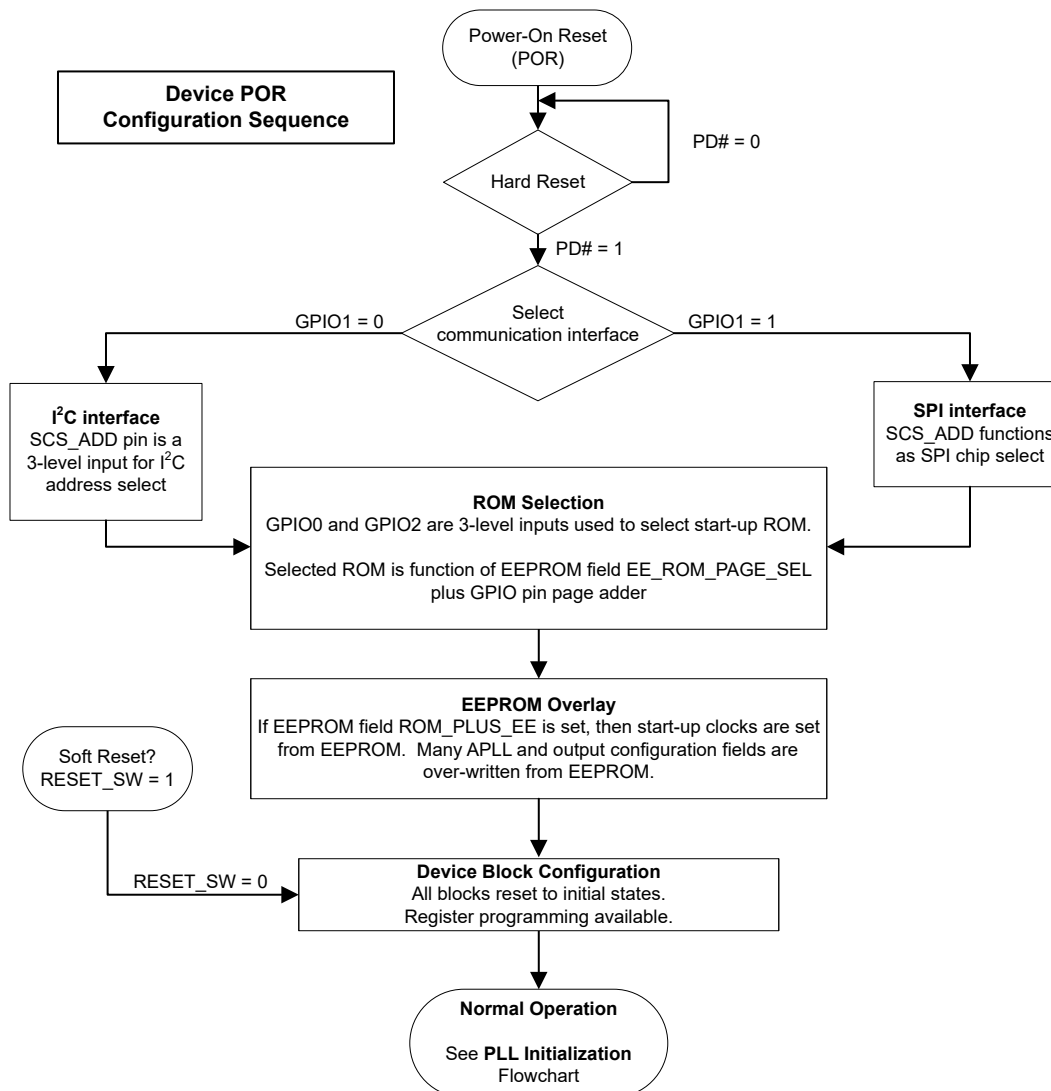 Power-On Reset
(POR)
Device POR
Configuration Sequence
PD# = 0
Hard Reset
PD# = 1
Select
communication interface
GPIO1 = 0
GPIO1 = 1
I²C interface
SCS_ADD pin is a
3-level input for I²C
address select
SPI interface
SCS_ADD functions
as SPI chip select
ROM Selection
GPIO0 and GPIO2 are 3-level inputs used to select start-up ROM.
Selected ROM is function of EEPROM field EE_ROM_PAGE_SEL
plus GPIO pin page adder
EEPROM Overlay
If EEPROM field ROM_PLUS_EE is set, then start-up clocks are set
from EEPROM.  Many APLL and output configuration fields are
over-written from EEPROM.
Soft Reset?
RESET_SW = 1
RESET_SW = 0
Device Block Configuration
All blocks reset to initial states.
Register programming available.
Normal Operation
See PLL Initialization
Flowchart